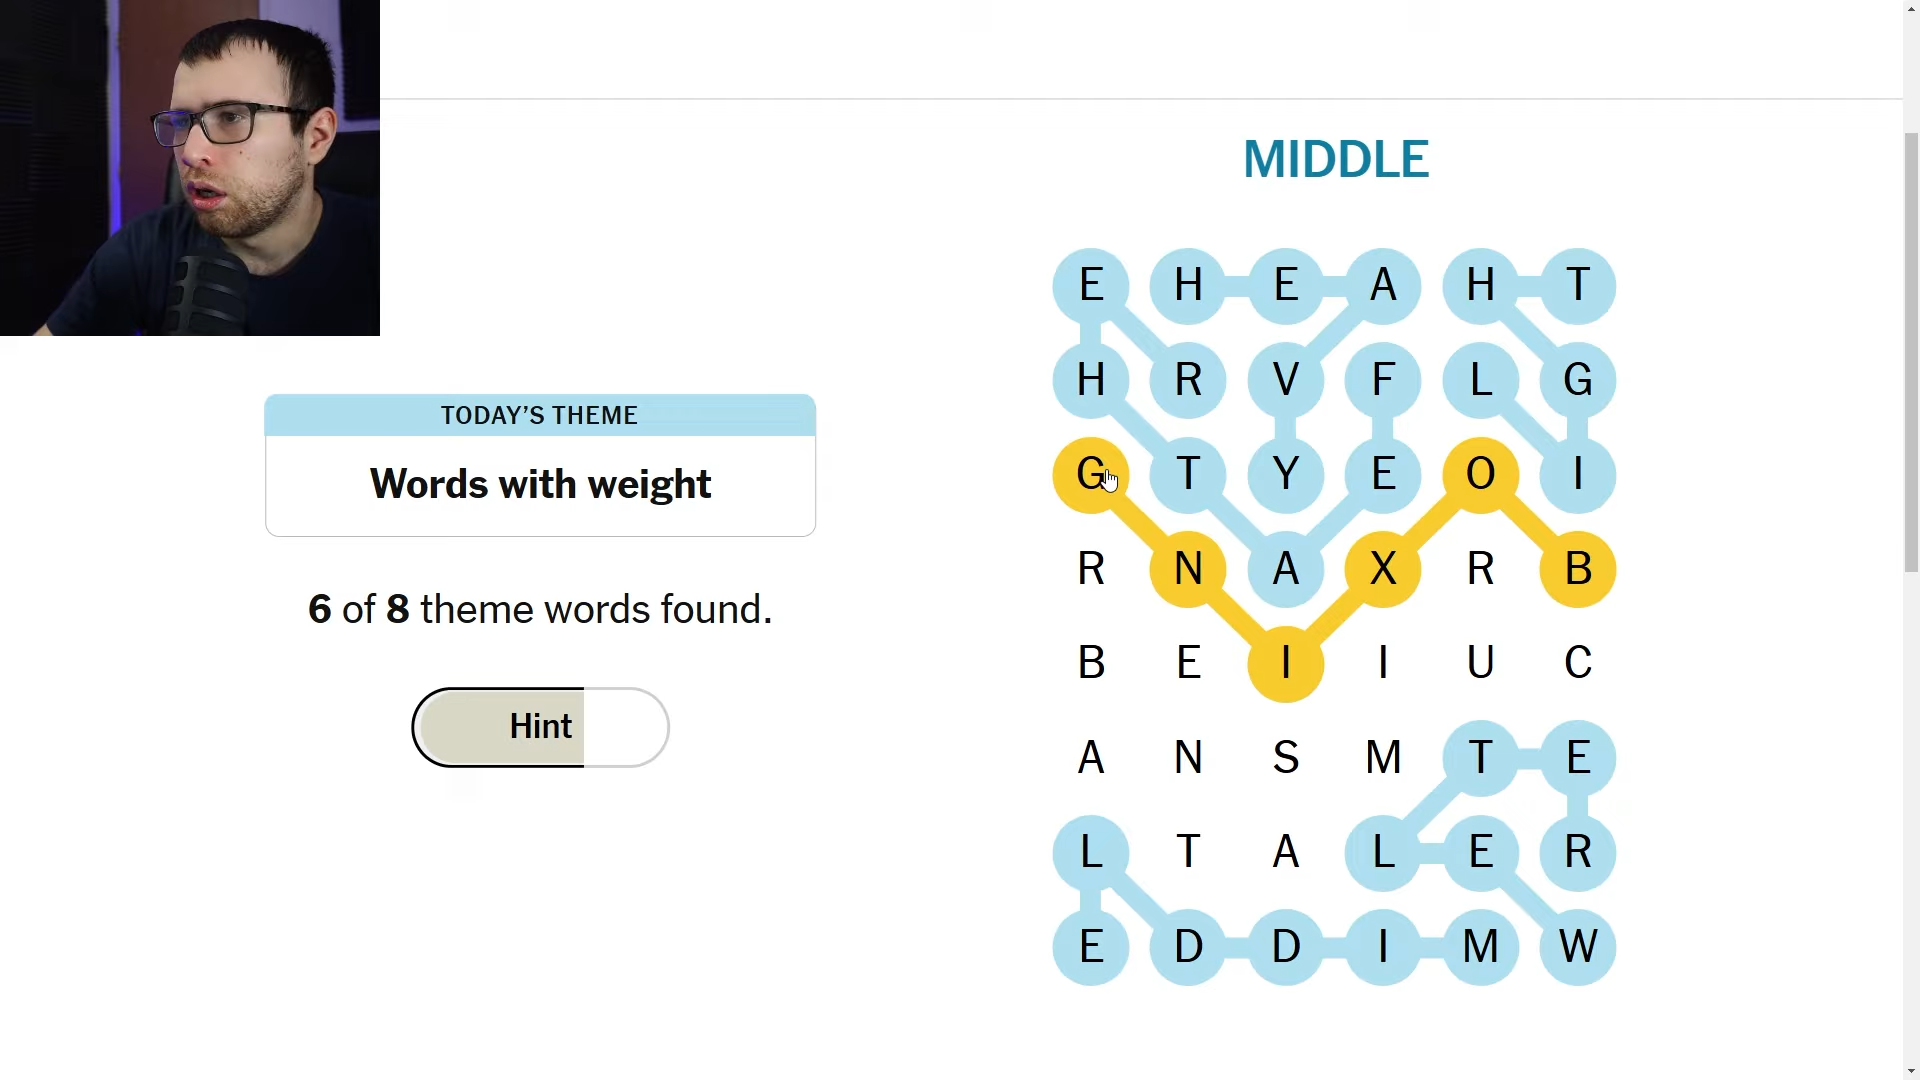 MIDDLE
E H E A H T
H R V F L G
G T Y E O I
R N A X R B
B E I I U C
A N S M T E
L T A L E R
E D D I M W
TODAY'S THEME
Words with weight
6 of 8 theme words found.
Hint